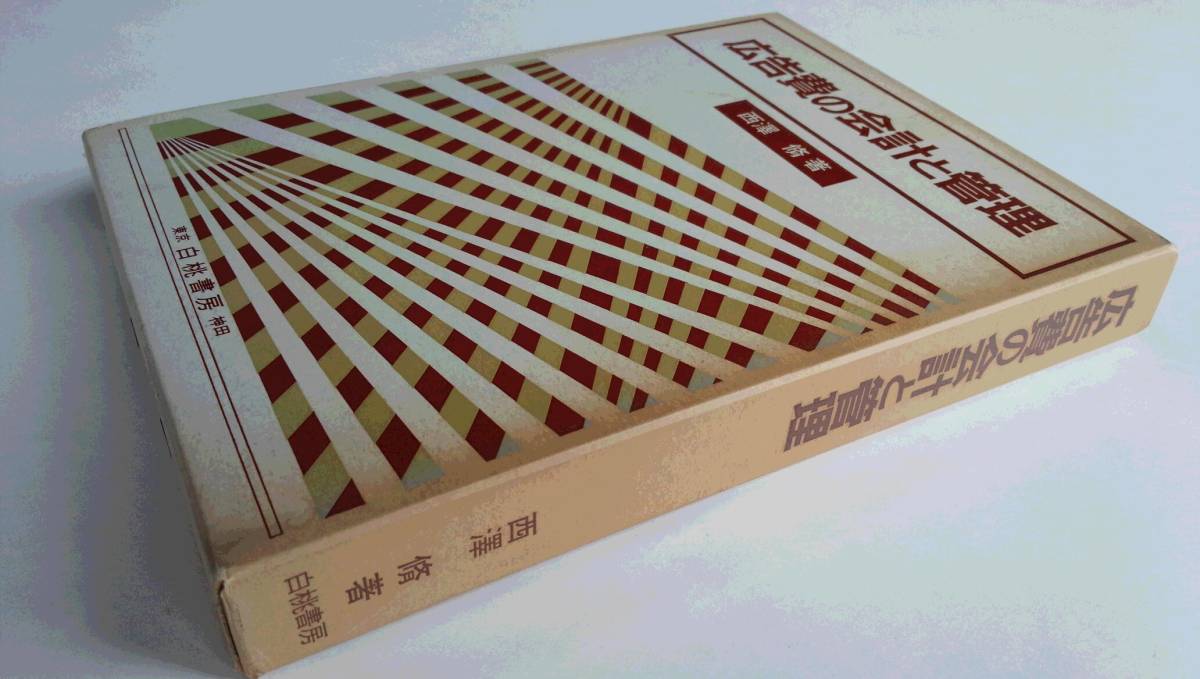 広告費の会計と管理
西澤 脩 著
東京 白桃書房 神田
広告費の会計と管理
西澤 脩 著
白桃書房